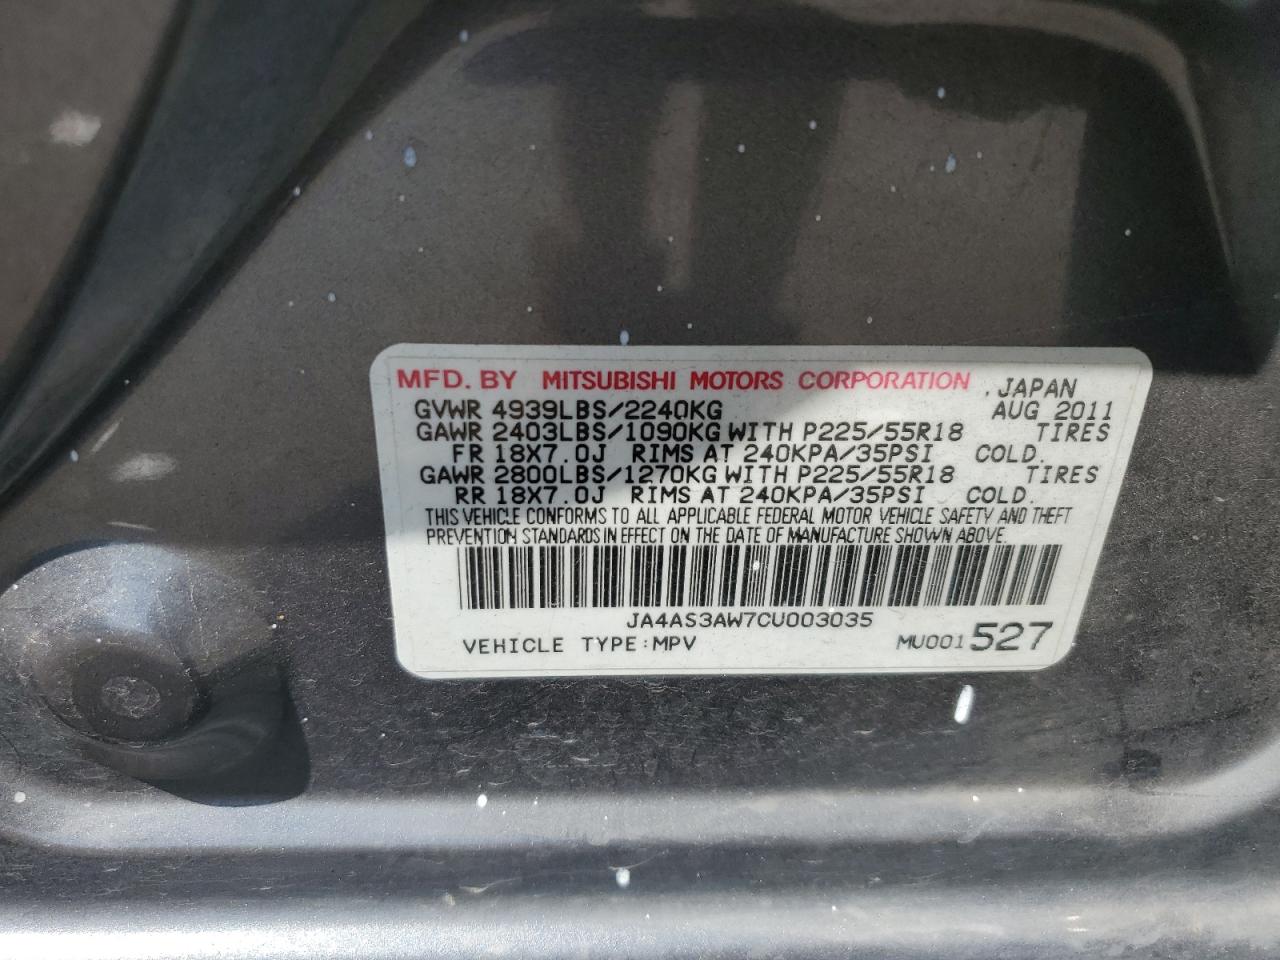 MFD. BY MITSUBISHI MOTORS CORPORATION , JAPAN
GVWR 4939LBS/2240KG AUG 2011
GAWR 2403LBS/1090KG WITH P225/55R18 TIRES
FR 18X7.0J RIMS AT 240KPA/35PSI COLD.
GAWR 2800LBS/1270KG WITH P225/55R18 TIRES
RR 18X7.0J RIMS AT 240KPA/35PSI COLD.
THIS VEHICLE CONFORMS TO ALL APPLICABLE FEDERAL MOTOR VEHICLE SAFETY AND THEFT
PREVENTION STANDARDS IN EFFECT ON THE DATE OF MANUFACTURE SHOWN ABOVE.
JA4AS3AW7CU003035
VEHICLE TYPE:MPV MU001527